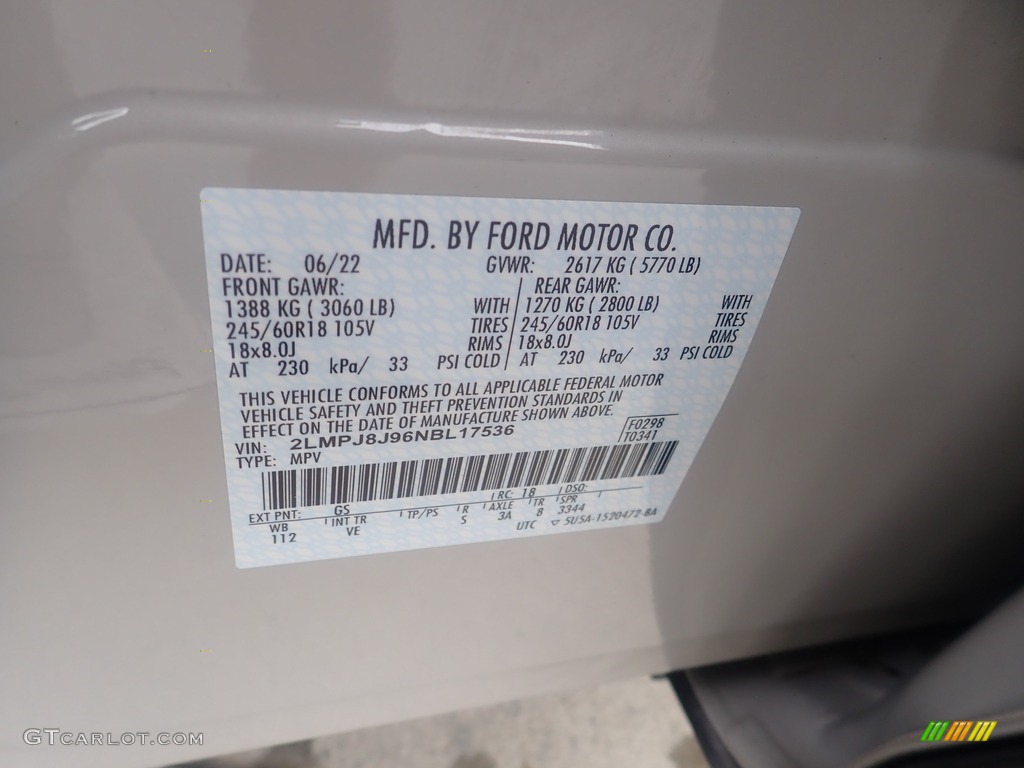 MFD. BY FORD MOTOR CO.
DATE: 06/22 GVWR: 2617 KG ( 5770 LB)
FRONT GAWR: REAR GAWR:
1388 KG ( 3060 LB) WITH 1270 KG ( 2800 LB) WITH
245/60R18 105V TIRES 245/60R18 105V TIRES
18x8.0J RIMS 18x8.0J RIMS
AT 230 kPa/ 33 PSI COLD AT 230 kPa/ 33 PSI COLD
THIS VEHICLE CONFORMS TO ALL APPLICABLE FEDERAL MOTOR
VEHICLE SAFETY AND THEFT PREVENTION STANDARDS IN
EFFECT ON THE DATE OF MANUFACTURE SHOWN ABOVE.
VIN: 2LMPJ8J96NBL17536 F0298
TYPE: MPV T0341
RC: 18 DSO:
EXT PNT: GS
WB INT TR TP/PS R AXLE TR SPR
112 VE S 3A 8 3344
UTC 5U5A-1520472-BA
GTCARLOT.COM